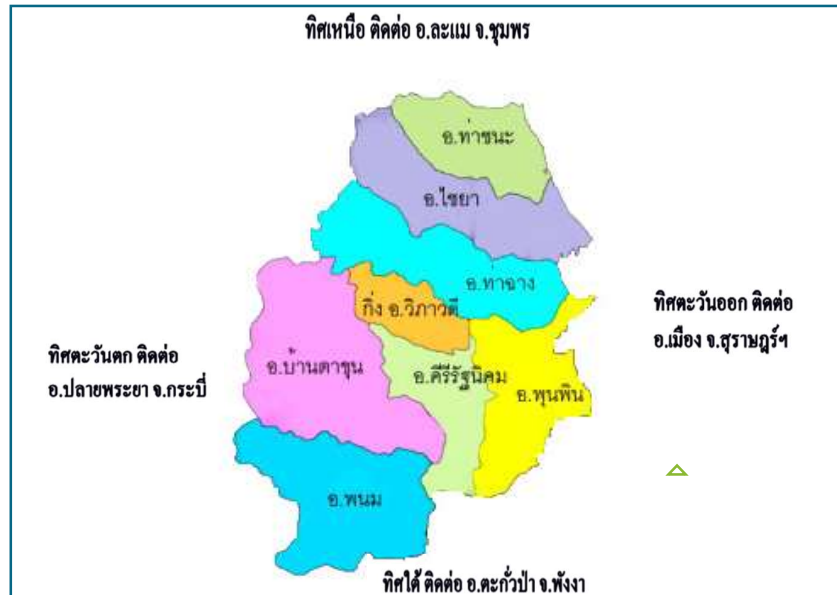 ทิศเหนือ ติดต่อ อ.ละแม จ.ชุมพร
อ.ท่าชนะ
อ.ไชยา
อ.ท่าฉาง
กิ่ง อ.วิภาวดี
ทิศตะวันออก ติดต่อ
อ.เมือง จ.สุราษฎร์ฯ
ทิศตะวันตก ติดต่อ
อ.ปลายพระยา จ.กระบี่
อ.บ้านตาขุน
อ.คีรีรัฐนิคม
อ.พุนพิน
อ.พนม
ทิศใต้ ติดต่อ อ.ตะกั่วป่า จ.พังงา